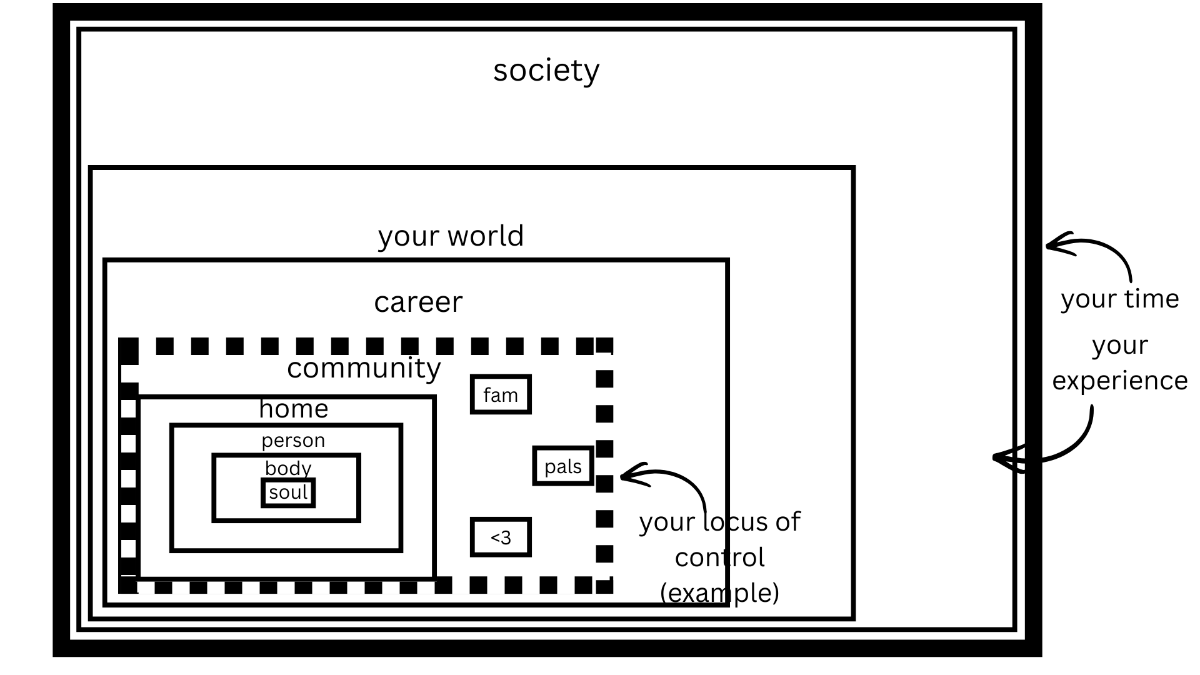 society
your world
career
community
fam
home
person
body
soul
pals
<3
your locus of
control
(example)
your time
your
experience